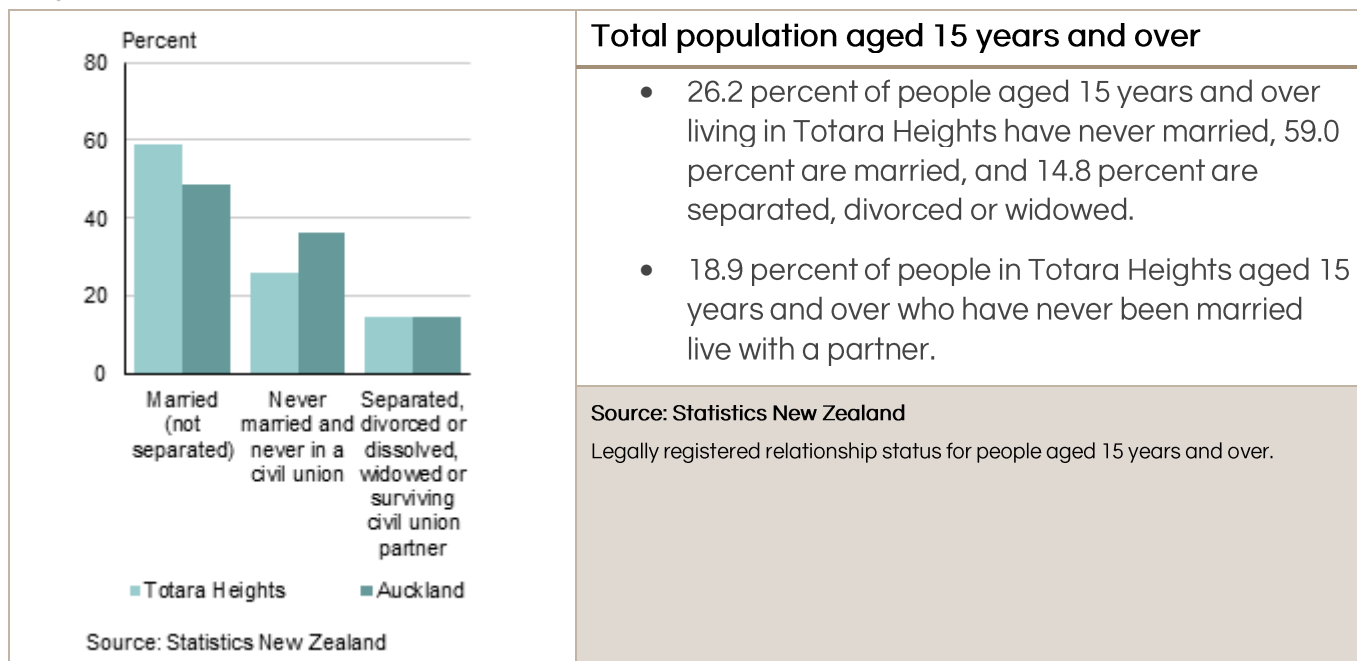 Percent
80
60
40
20
0
Married
(not
separated)
Never
married and
never in a
civil union
Separated,
divorced or
dissolved,
widowed or
surviving
civil union
partner
Totara Heights
Auckland
Source: Statistics New Zealand
Total population aged 15 years and over
• 26.2 percent of people aged 15 years and over
living in Totara Heights have never married, 59.0
percent are married, and 14.8 percent are
separated, divorced or widowed.
• 18.9 percent of people in Totara Heights aged 15
years and over who have never been married
live with a partner.
Source: Statistics New Zealand
Legally registered relationship status for people aged 15 years and over.